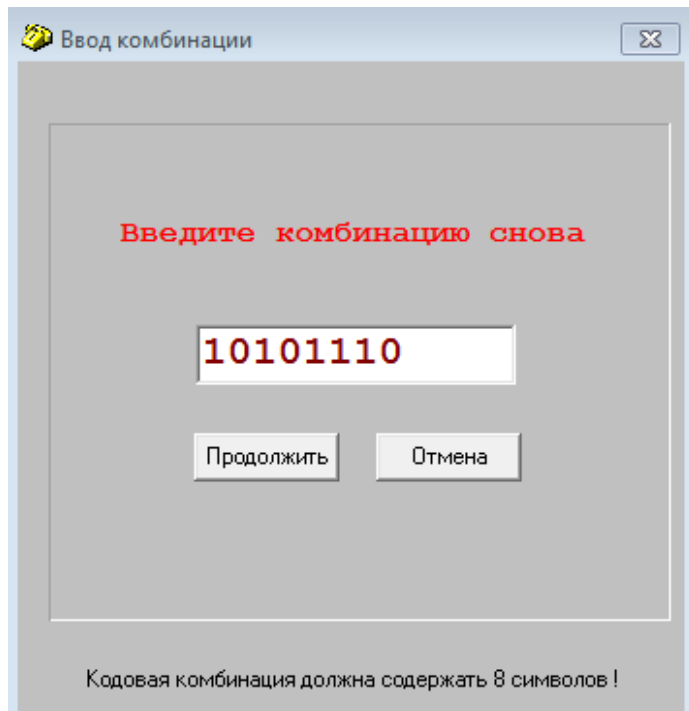 Ввод комбинации
Введите комбинацию снова
10101110
Продолжить Отмена
Кодовая комбинация должна содержать 8 символов !